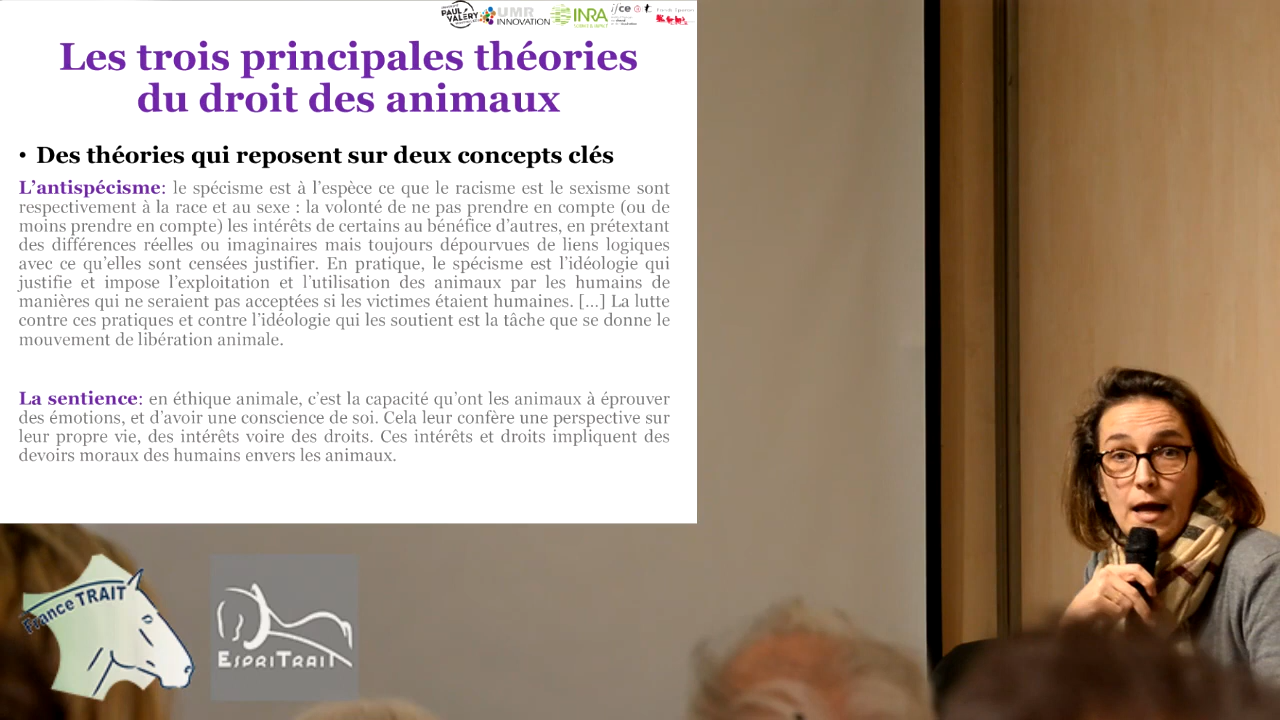 PAUL
VALÉRY
UMR
INNOVATION
INRA
ifce
Les trois principales théories
du droit des animaux
• Des théories qui reposent sur deux concepts clés
L’antispécisme: le spécisme est à l’espèce ce que le racisme est le sexisme sont
respectivement à la race et au sexe : la volonté de ne pas prendre en compte (ou de
moins prendre en compte) les intérêts de certains au bénéfice d’autres, en prétextant
des différences réelles ou imaginaires mais toujours dépourvues de liens logiques
avec ce qu’elles sont censées justifier. En pratique, le spécisme est l’idéologie qui
justifie et impose l’exploitation et l’utilisation des animaux par les humains de
manières qui ne seraient pas acceptées si les victimes étaient humaines. [...] La lutte
contre ces pratiques et contre l’idéologie qui les soutient est la tâche que se donne le
mouvement de libération animale.
La sentience: en éthique animale, c’est la capacité qu’ont les animaux à éprouver
des émotions, et d’avoir une conscience de soi. Cela leur confère une perspective sur
leur propre vie, des intérêts voire des droits. Ces intérêts et droits impliquent des
devoirs moraux des humains envers les animaux.
France TRAIT
ESPRITRAIT